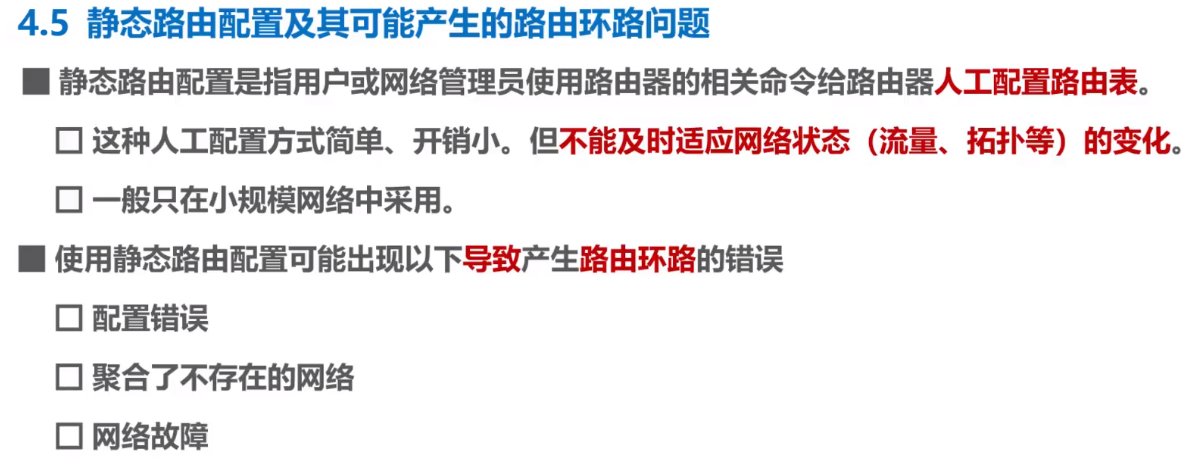 4.5 静态路由配置及其可能产生的路由环路问题
静态路由配置是指用户或网络管理员使用路由器的相关命令给路由器人工配置路由表。
这种人工配置方式简单、开销小。但不能及时适应网络状态（流量、拓扑等）的变化。
一般只在小规模网络中采用。
使用静态路由配置可能出现以下导致产生路由环路的错误
配置错误
聚合了不存在的网络
网络故障